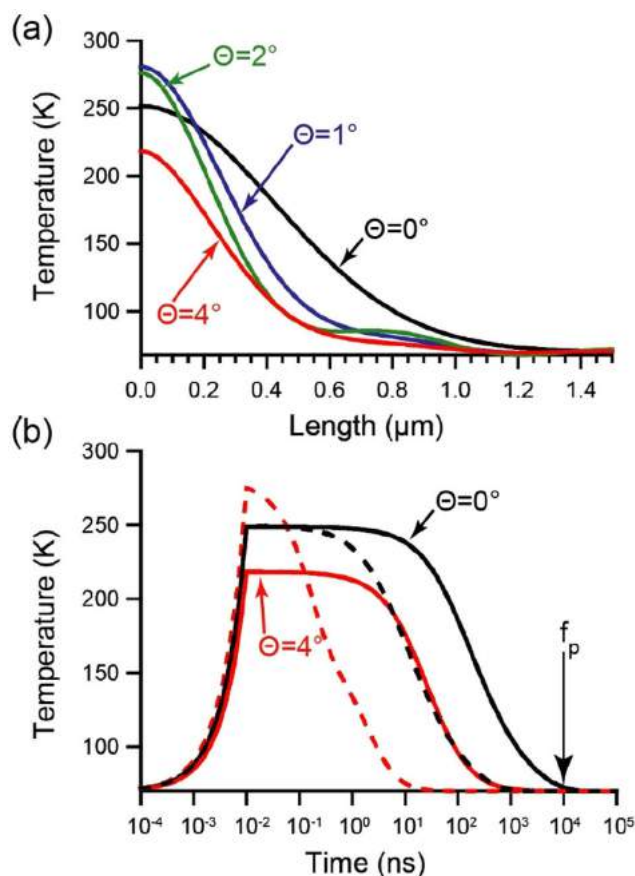 (a)
300
250
200
150
100
Temperature (K)
Θ=2°
Θ=1°
Θ=0°
Θ=4°
0.0 0.2 0.4 0.6 0.8 1.0 1.2 1.4
Length (µm)
(b)
300
250
200
150
100
Temperature (K)
Θ=0°
Θ=4°
fₚ
10⁻⁴ 10⁻³ 10⁻² 10⁻¹ 10⁰ 10¹ 10² 10³ 10⁴ 10⁵
Time (ns)